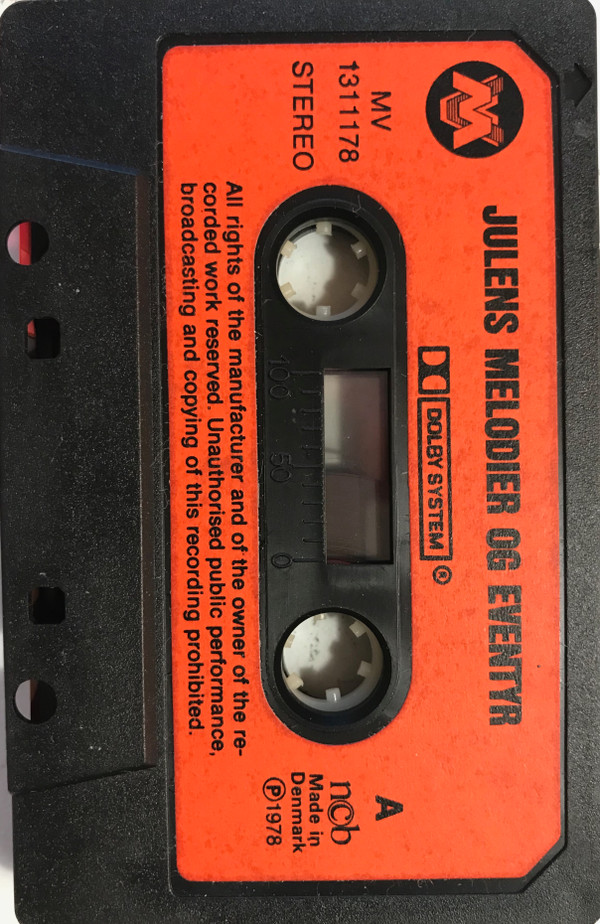 JULENS MELODIER OG EVENTYR
MV
1311178
STEREO
DOLBY SYSTEM ®
A
ncb
Made in
Denmark
Ⓟ1978
100 50 0
All rights of the manufacturer and of the owner of the re-
corded work reserved. Unauthorised public performance,
broadcasting and copying of this recording prohibited.